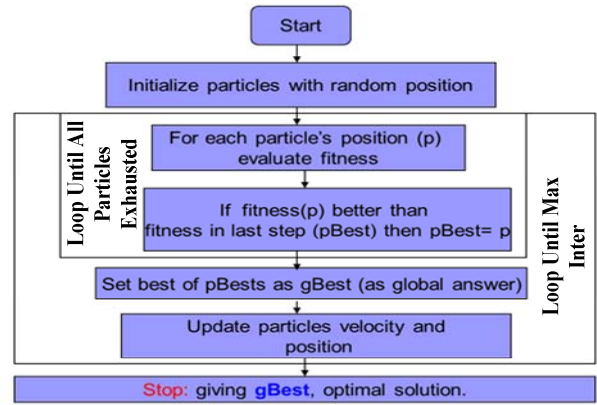 Start
Initialize particles with random position
Loop Until All
Particles
Exhausted
For each particle's position (p)
evaluate fitness
If fitness(p) better than
fitness in last step (pBest) then pBest= p
Loop Until Max
Inter
Set best of pBests as gBest (as global answer)
Update particles velocity and
position
Stop: giving gBest, optimal solution.